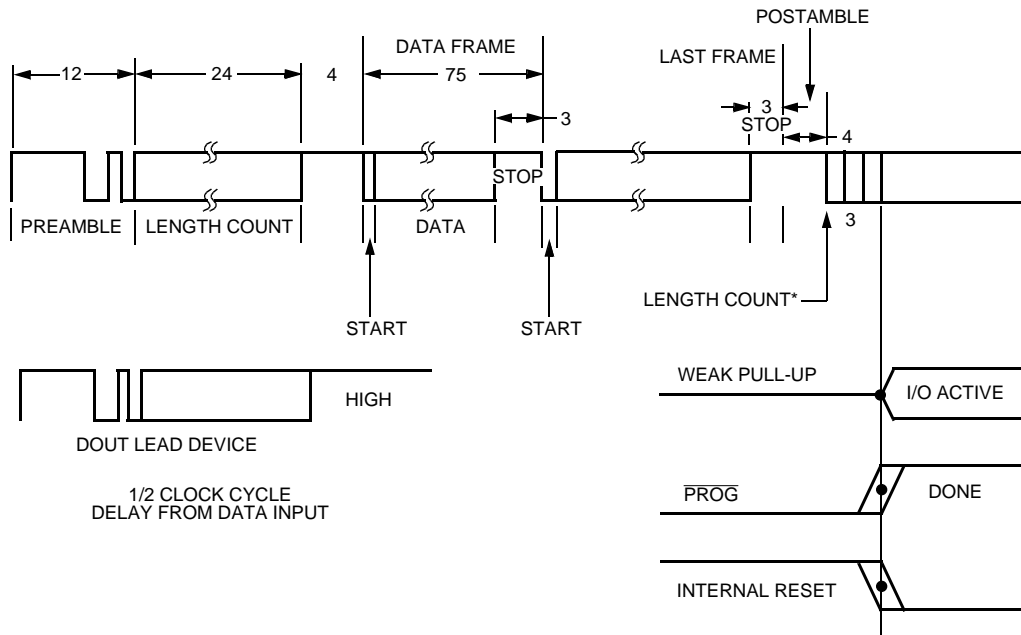 POSTAMBLE
DATA FRAME
LAST FRAME
12
24
4
75
3
3
STOP
4
STOP
PREAMBLE
LENGTH COUNT
DATA
3
LENGTH COUNT*
START
START
WEAK PULL-UP
I/O ACTIVE
HIGH
DOUT LEAD DEVICE
1/2 CLOCK CYCLE
DELAY FROM DATA INPUT
PROG
DONE
INTERNAL RESET